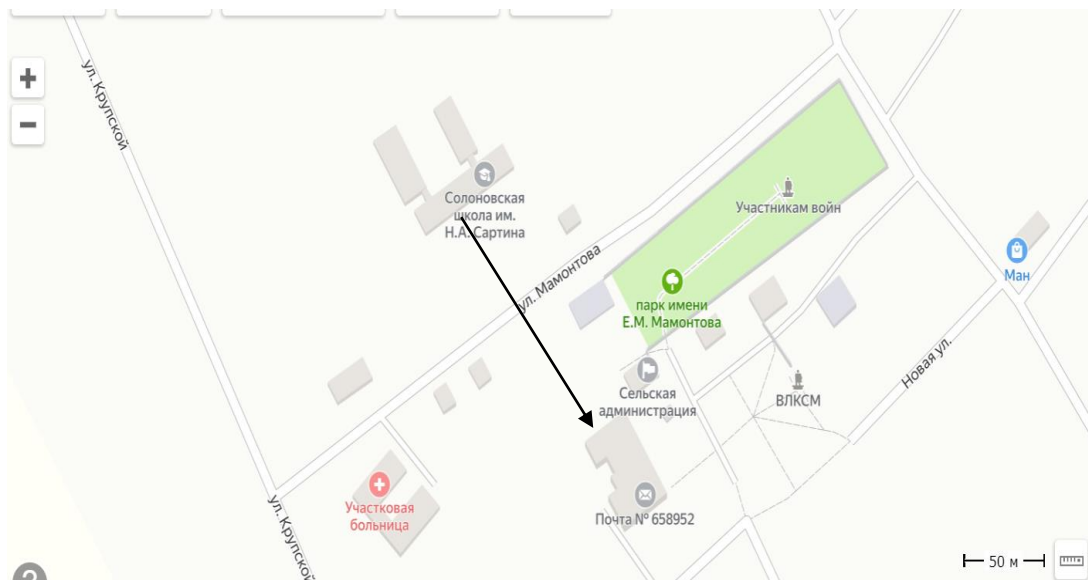 ул. Крупской
Солоновская
школа им.
Н.А. Сартина
Участникам войн
ул. Мамонтова
Ман
парк имени
Е.М. Мамонтова
Новая ул.
Сельская
администрация
ВЛКСМ
Участковая
больница
ул. Крупской
Почта № 658952
50 м